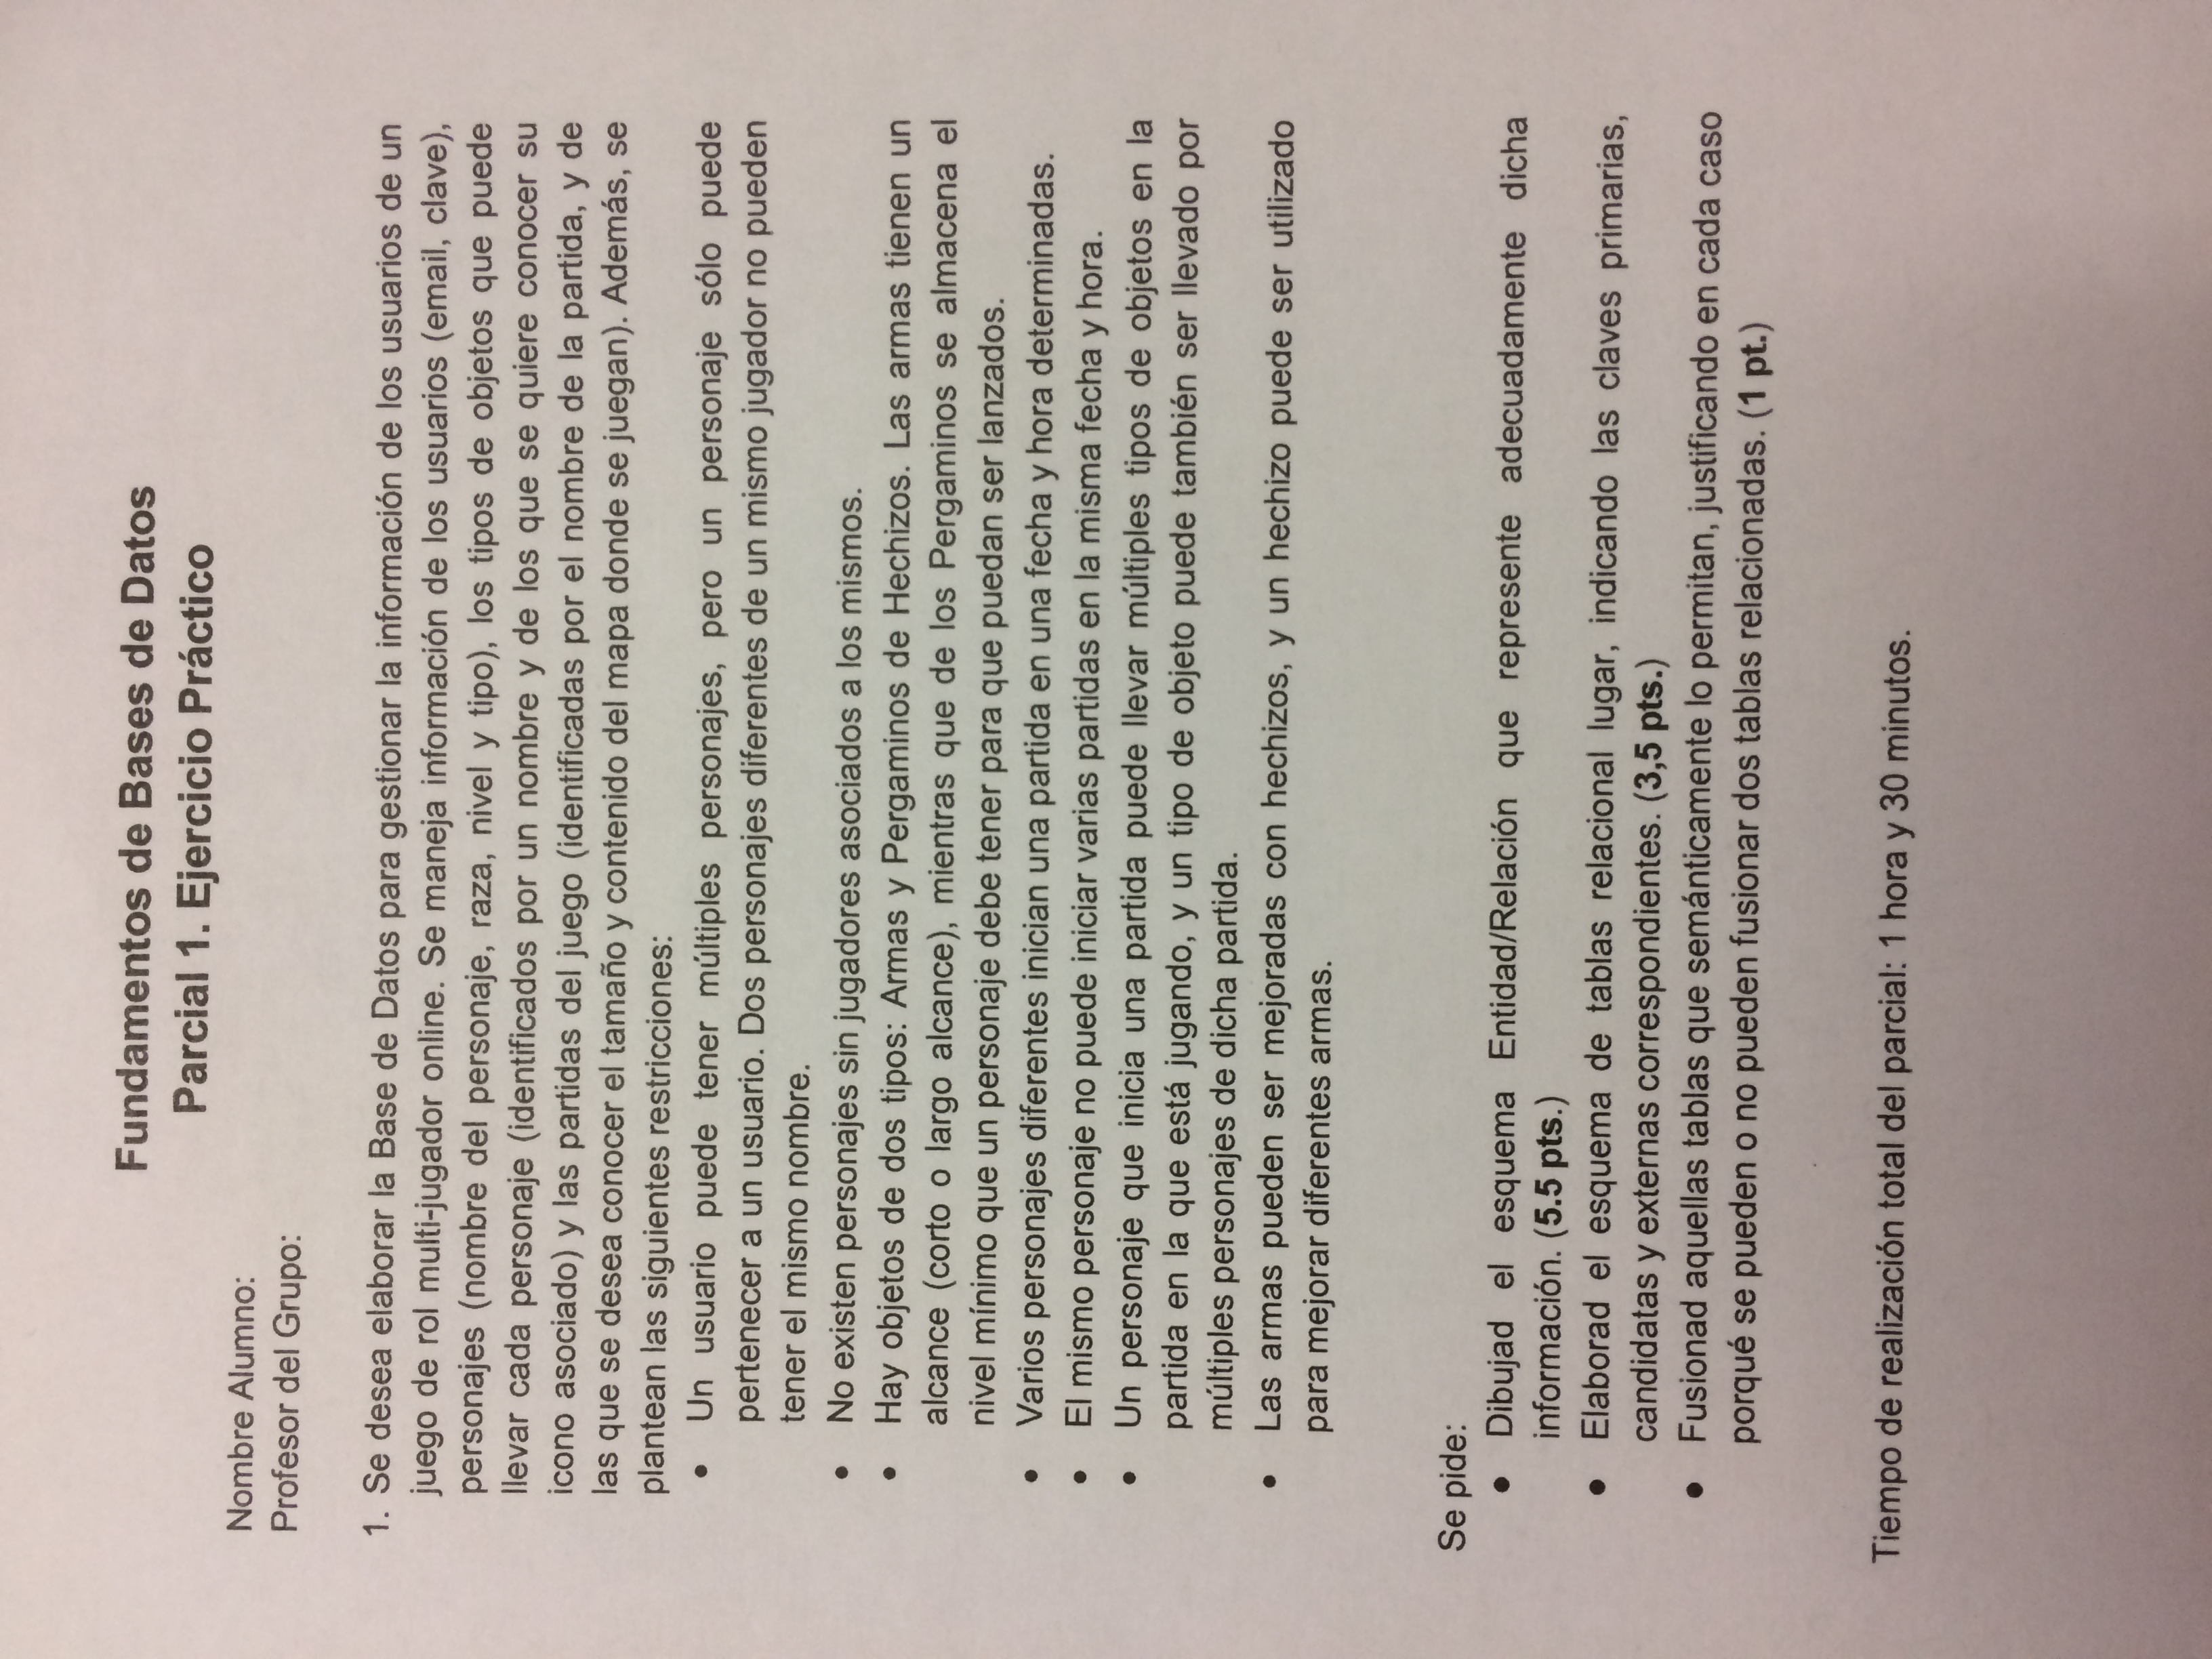 Fundamentos de Bases de Datos
Parcial 1. Ejercicio Práctico
Nombre Alumno:
Profesor del Grupo:
1. Se desea elaborar la Base de Datos para gestionar la información de los usuarios de un
juego de rol multi-jugador online. Se maneja información de los usuarios (email, clave),
personajes (nombre del personaje, raza, nivel y tipo), los tipos de objetos que puede
llevar cada personaje (identificados por un nombre y de los que se quiere conocer su
icono asociado) y las partidas del juego (identificadas por el nombre de la partida, y de
las que se desea conocer el tamaño y contenido del mapa donde se juegan). Además, se
plantean las siguientes restricciones:
• Un usuario puede tener múltiples personajes, pero un personaje sólo puede
pertenecer a un usuario. Dos personajes diferentes de un mismo jugador no pueden
tener el mismo nombre.
• No existen personajes sin jugadores asociados a los mismos.
• Hay objetos de dos tipos: Armas y Pergaminos de Hechizos. Las armas tienen un
alcance (corto o largo alcance), mientras que de los Pergaminos se almacena el
nivel mínimo que un personaje debe tener para que puedan ser lanzados.
• Varios personajes diferentes inician una partida en una fecha y hora determinadas.
• El mismo personaje no puede iniciar varias partidas en la misma fecha y hora.
• Un personaje que inicia una partida puede llevar múltiples tipos de objetos en la
partida en la que está jugando, y un tipo de objeto puede también ser llevado por
múltiples personajes de dicha partida.
• Las armas pueden ser mejoradas con hechizos, y un hechizo puede ser utilizado
para mejorar diferentes armas.
Se pide:
• Dibujad el esquema Entidad/Relación que represente adecuadamente dicha
información. (5.5 pts.)
• Elaborad el esquema de tablas relacional lugar, indicando las claves primarias,
candidatas y externas correspondientes. (3,5 pts.)
• Fusionad aquellas tablas que semánticamente lo permitan, justificando en cada caso
porqué se pueden o no pueden fusionar dos tablas relacionadas. (1 pt.)
Tiempo de realización total del parcial: 1 hora y 30 minutos.